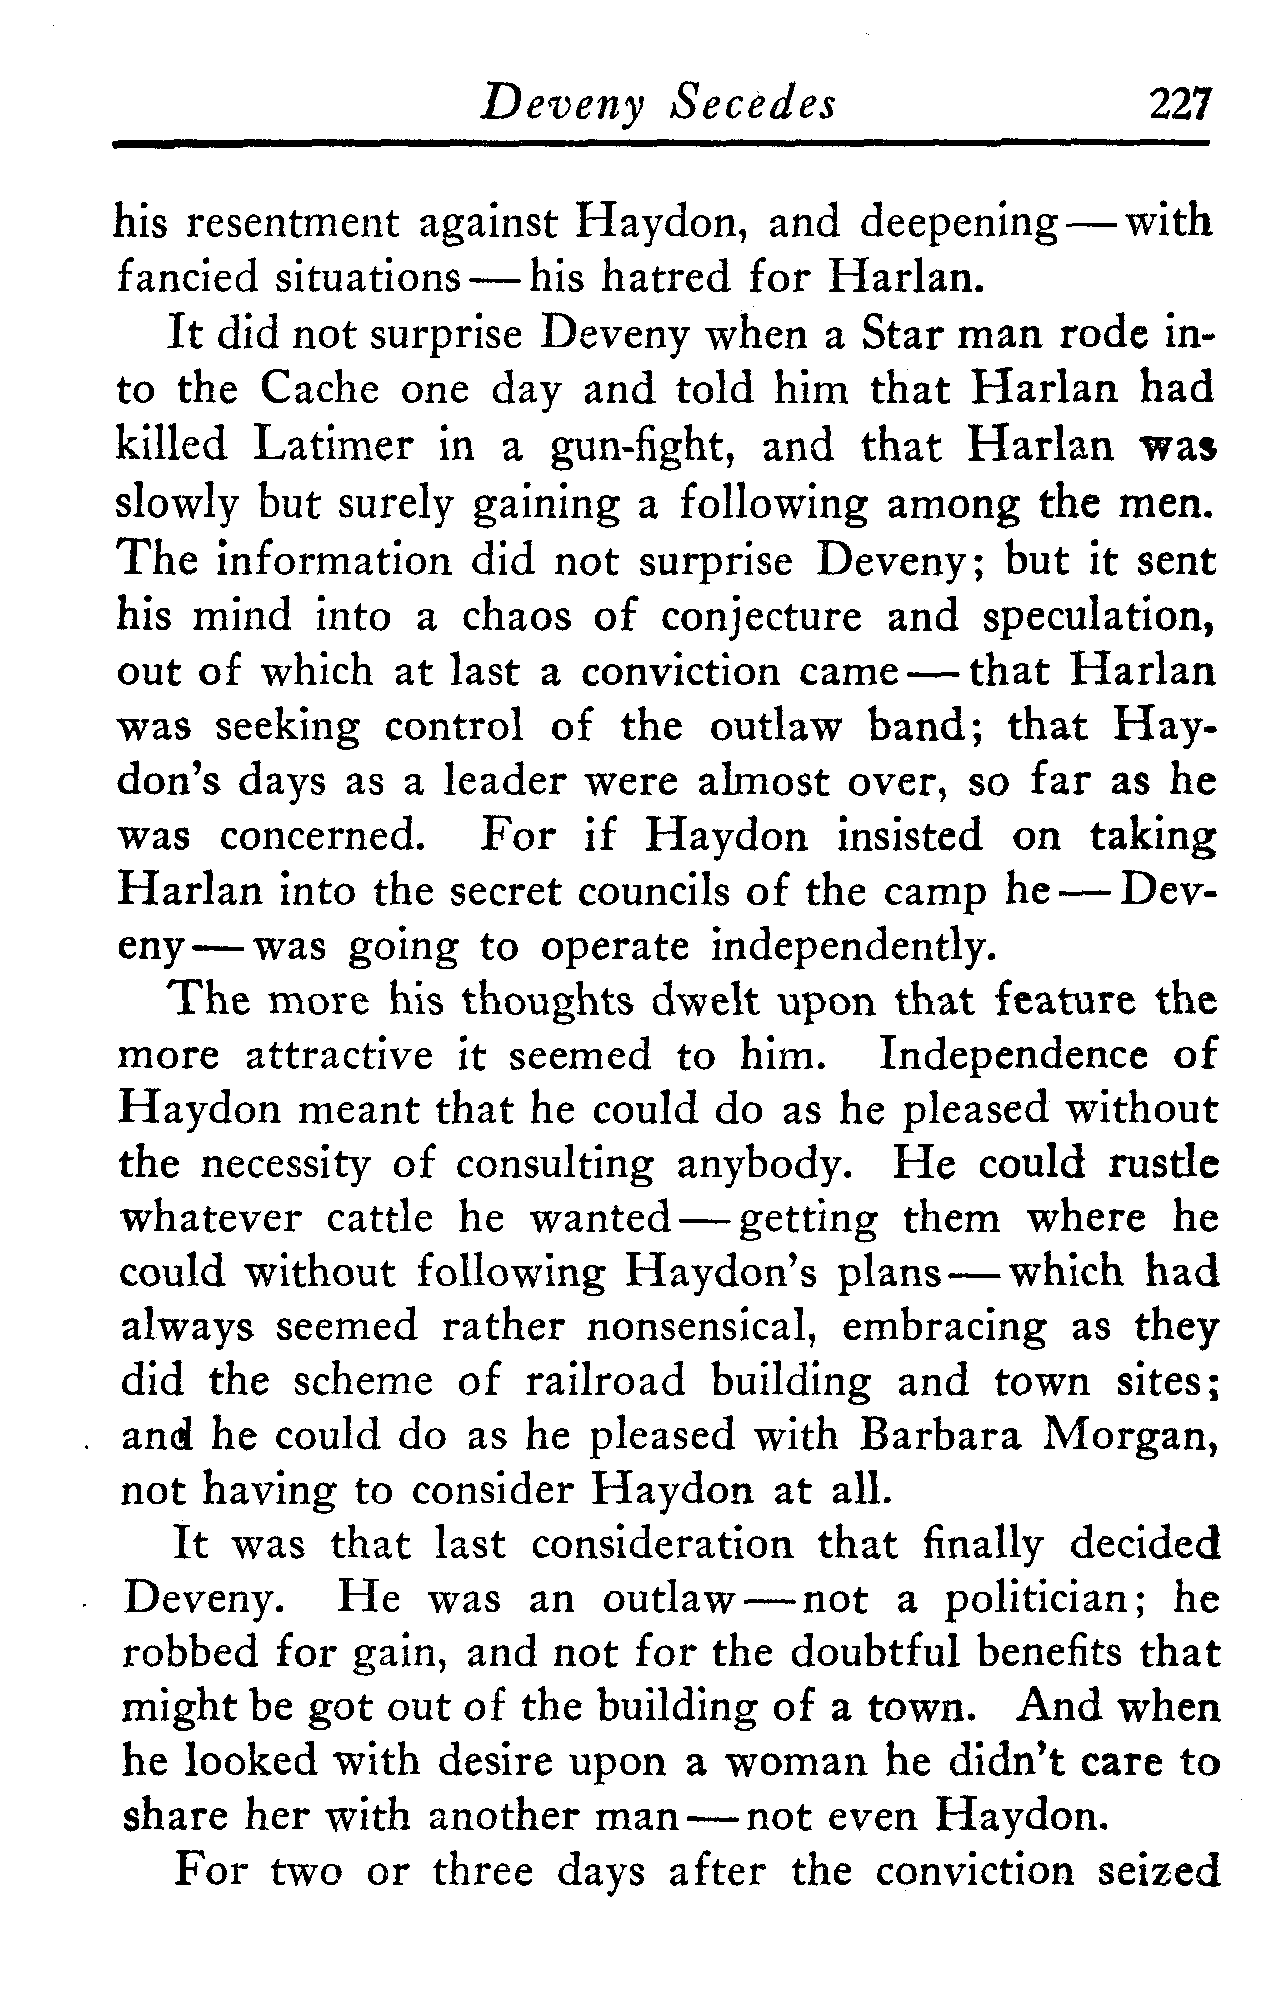 Deveny Secedes 227
his resentment against Haydon, and deepening—with
fancied situations—his hatred for Harlan.
It did not surprise Deveny when a Star man rode in-
to the Cache one day and told him that Harlan had
killed Latimer in a gun-fight, and that Harlan was
slowly but surely gaining a following among the men.
The information did not surprise Deveny; but it sent
his mind into a chaos of conjecture and speculation,
out of which at last a conviction came—that Harlan
was seeking control of the outlaw band; that Hay-
don's days as a leader were almost over, so far as he
was concerned. For if Haydon insisted on taking
Harlan into the secret councils of the camp he—Dev-
eny—was going to operate independently.
The more his thoughts dwelt upon that feature the
more attractive it seemed to him. Independence of
Haydon meant that he could do as he pleased without
the necessity of consulting anybody. He could rustle
whatever cattle he wanted—getting them where he
could without following Haydon's plans—which had
always seemed rather nonsensical, embracing as they
did the scheme of railroad building and town sites;
and he could do as he pleased with Barbara Morgan,
not having to consider Haydon at all.
It was that last consideration that finally decided
Deveny. He was an outlaw—not a politician; he
robbed for gain, and not for the doubtful benefits that
might be got out of the building of a town. And when
he looked with desire upon a woman he didn't care to
share her with another man—not even Haydon.
For two or three days after the conviction seized